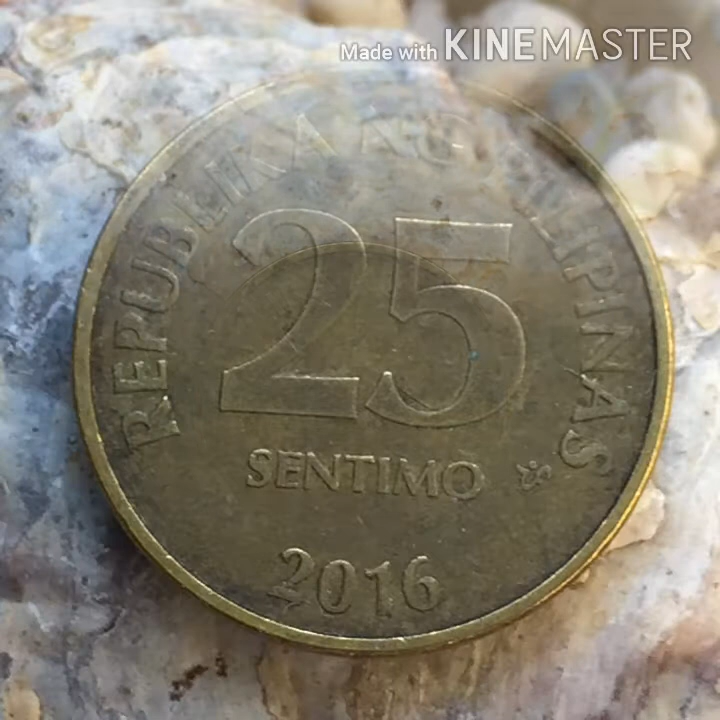 Made with KINEMASTER
REPUBLIKA NG PILIPINAS
25
SENTIMO
2016